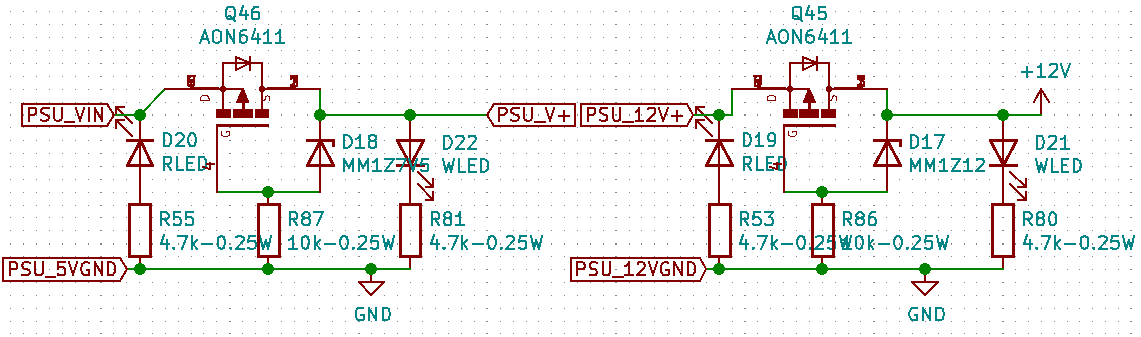 Q46
AON6411
Q45
AON6411
+12V
D
S
D
S
PSU_VIN
PSU_V+
PSU_12V+
G
G
D20
RLED
4
D18
MM1Z7V5
D22
WLED
D19
RLED
4
D17
MM1Z12
D21
WLED
R55
4.7k-0.25W
R87
10k-0.25W
R81
4.7k-0.25W
R53
4.7k-0.25W
R86
10k-0.25W
R80
4.7k-0.25W
PSU_5VGND
PSU_12VGND
GND
GND